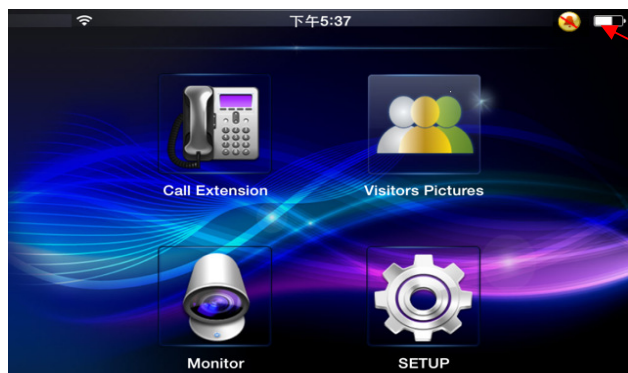 下午5:37
Call Extension
Visitors Pictures
Monitor
SETUP